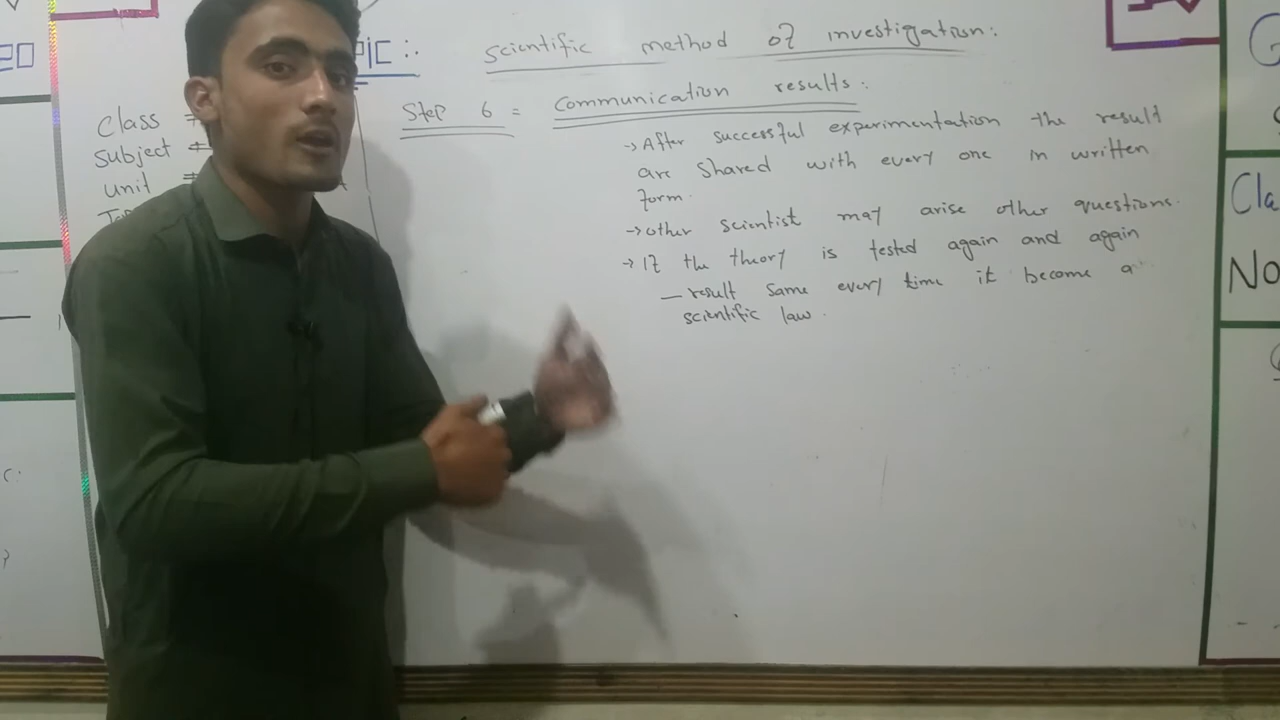 scientific method of investigation:
Step 6 = Communication results:
→ After successful experimentation the result
are shared with every one in written
form.
→ other scientist may arise other questions.
→ If the theory is tested again and again
— result same every time it become a
scientific law.
class =
subject =
unit =
Cla
No